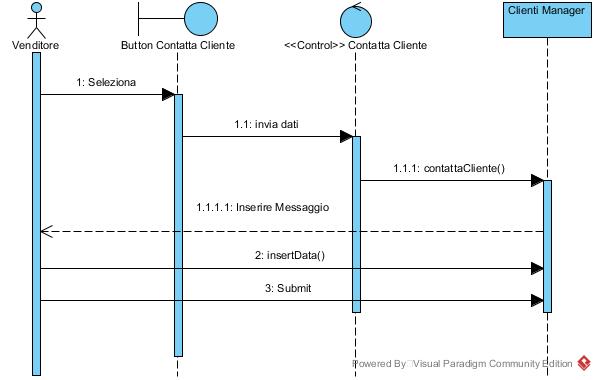 Venditore
Button Contatta Cliente
<<Control>> Contatta Cliente
Clienti Manager
1: Seleziona
1.1: invia dati
1.1.1: contattaCliente()
1.1.1.1: Inserire Messaggio
2: insertData()
3: Submit
Powered By Visual Paradigm Community Edition